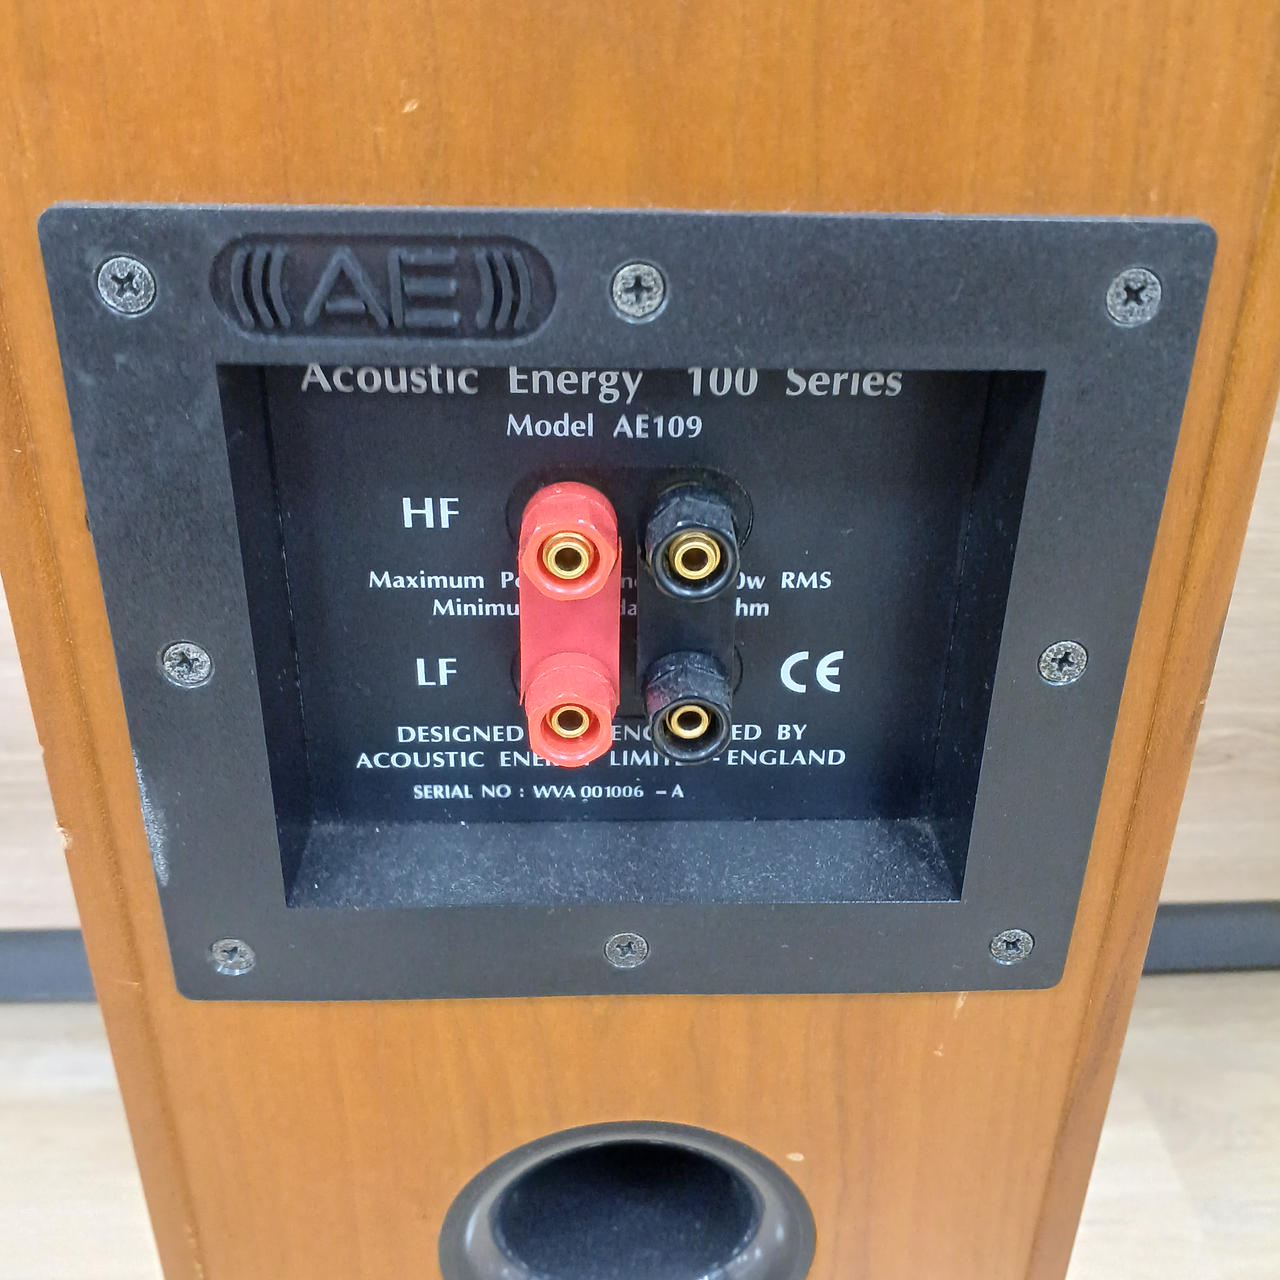 AE
Acoustic Energy 100 Series
Model AE109
HF
Maximum RMS
LF
CE
DESIGNED BY
ACOUSTIC - ENGLAND
SERIAL NO : WVA 001006 - A